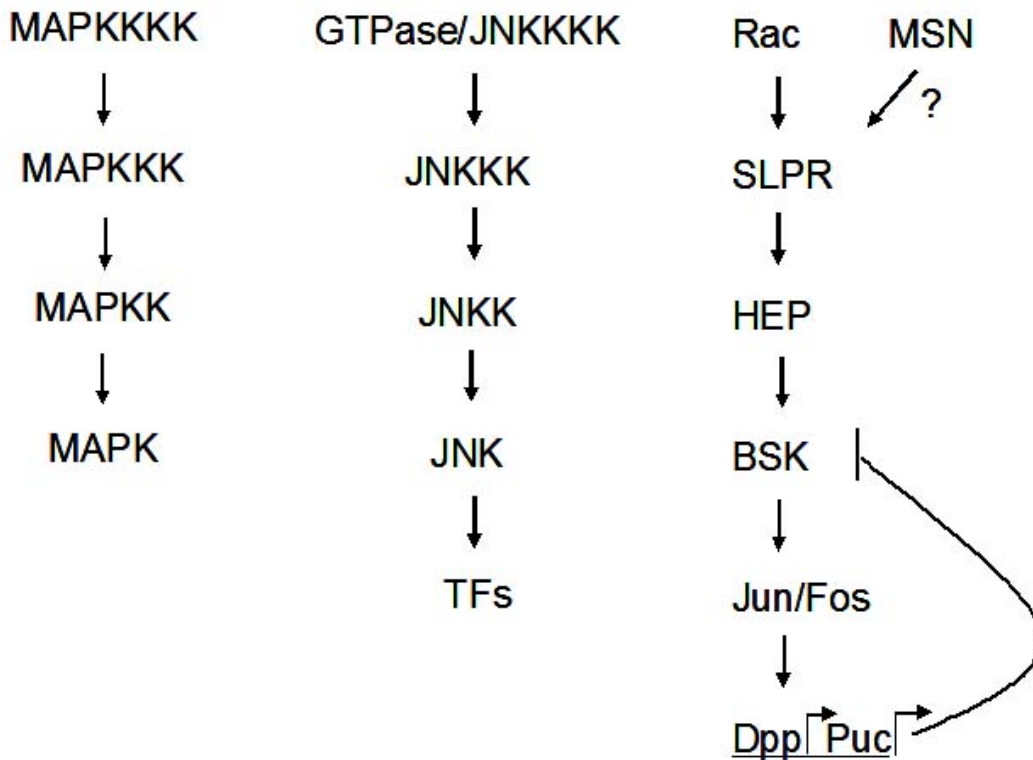 MAPKKKK GTPase/JNKKKK Rac MSN
?
MAPKKK JNKKK SLPR
MAPKK JNKK HEP
MAPK JNK BSK
TFs Jun/Fos
Dpp Puc